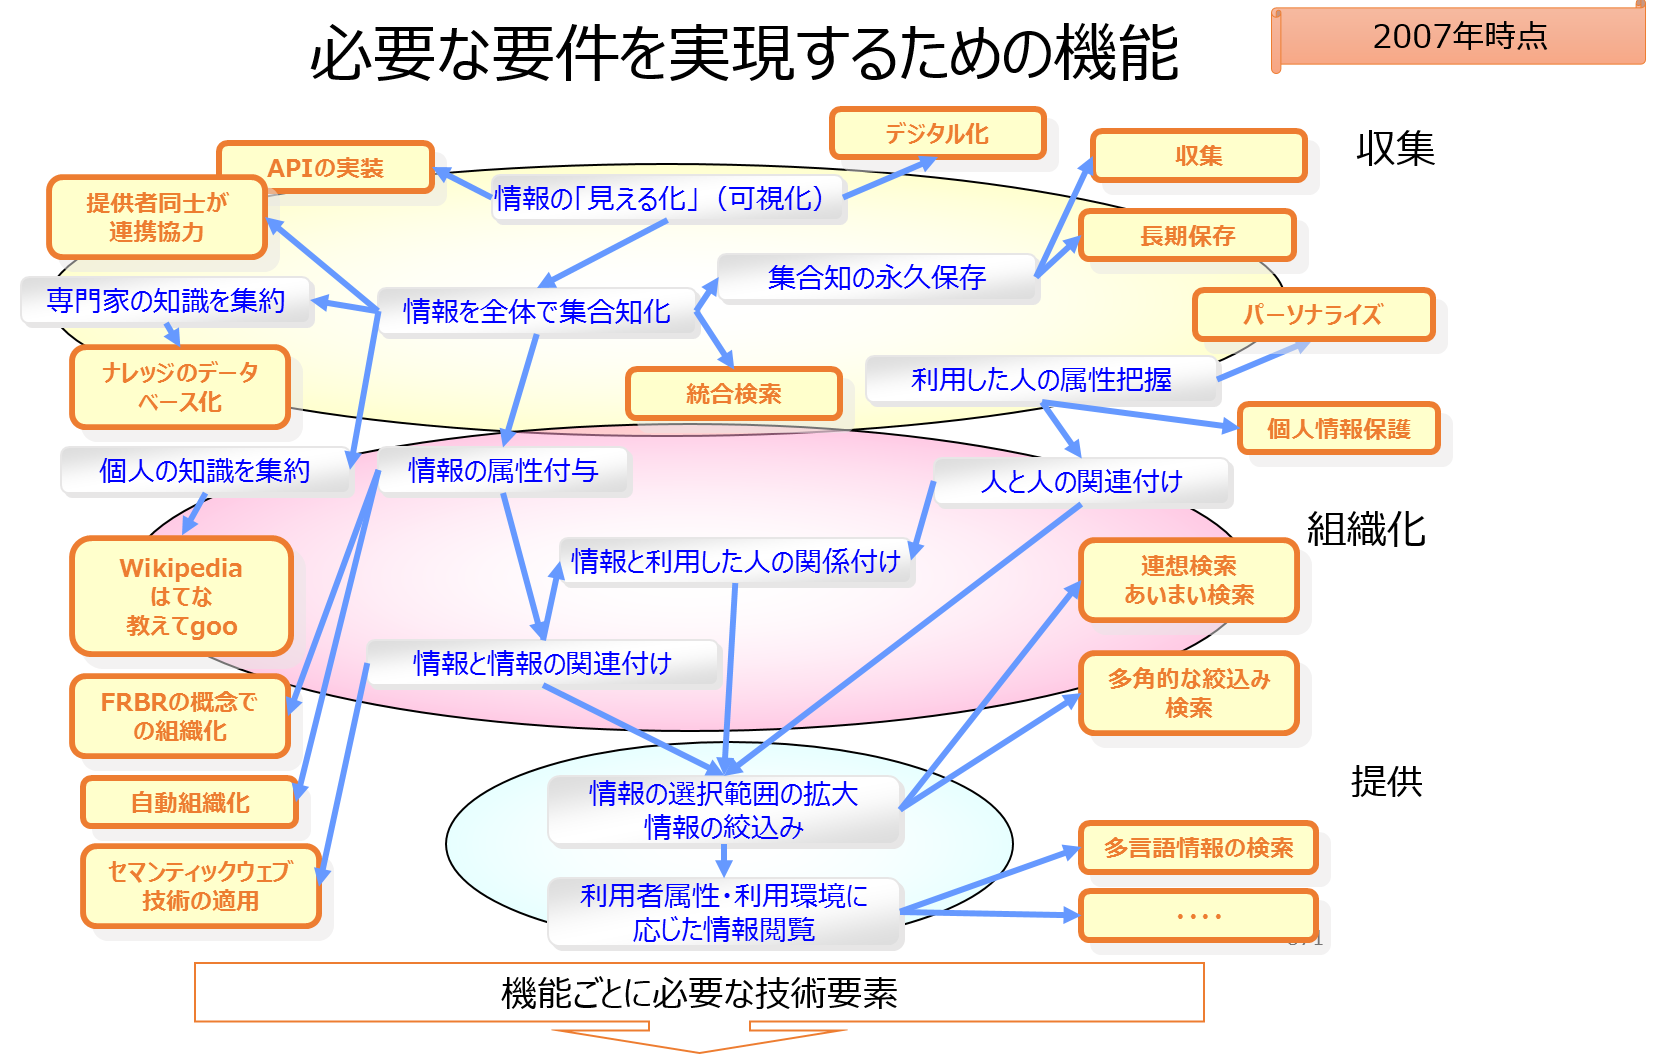 必要な要件を実現するための機能
2007年時点
デジタル化
収集
収集
APIの実装
提供者同士が
連携協力
情報の「見える化」（可視化）
長期保存
集合知の永久保存
専門家の知識を集約
情報を全体で集合知化
パーソナライズ
ナレッジのデータ
ベース化
統合検索
利用した人の属性把握
個人情報保護
個人の知識を集約
情報の属性付与
人と人の関連付け
組織化
Wikipedia
はてな
教えてgoo
情報と利用した人の関係付け
連想検索
あいまい検索
情報と情報の関連付け
多角的な絞込み
検索
FRBRの概念で
の組織化
提供
自動組織化
情報の選択範囲の拡大
情報の絞込み
多言語情報の検索
セマンティックウェブ
技術の適用
利用者属性・利用環境に
応じた情報閲覧
・・・・
機能ごとに必要な技術要素